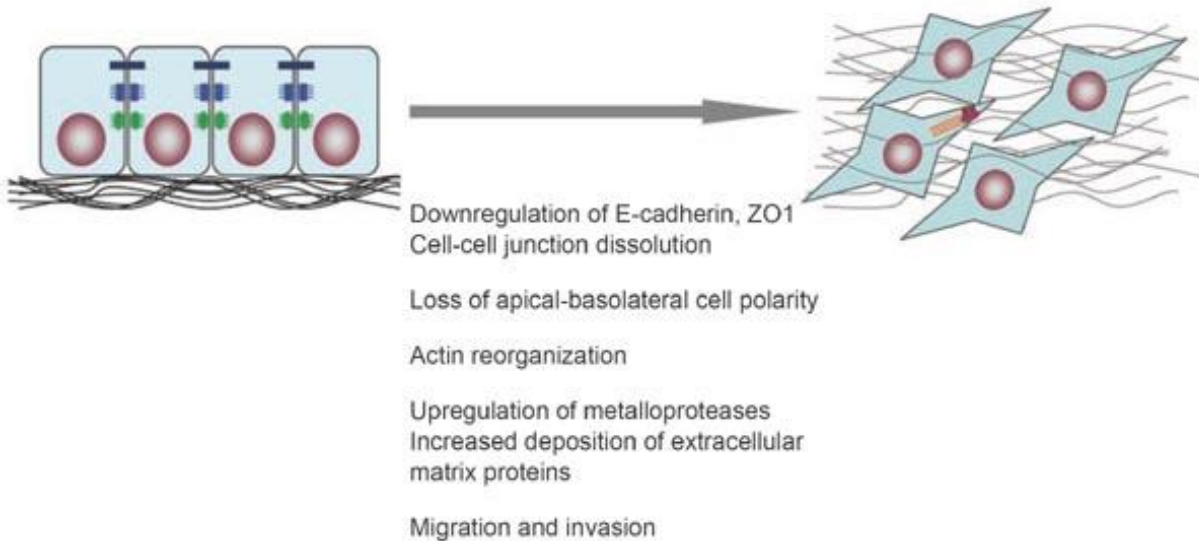 Downregulation of E-cadherin, ZO1
Cell-cell junction dissolution
Loss of apical-basolateral cell polarity
Actin reorganization
Upregulation of metalloproteases
Increased deposition of extracellular
matrix proteins
Migration and invasion